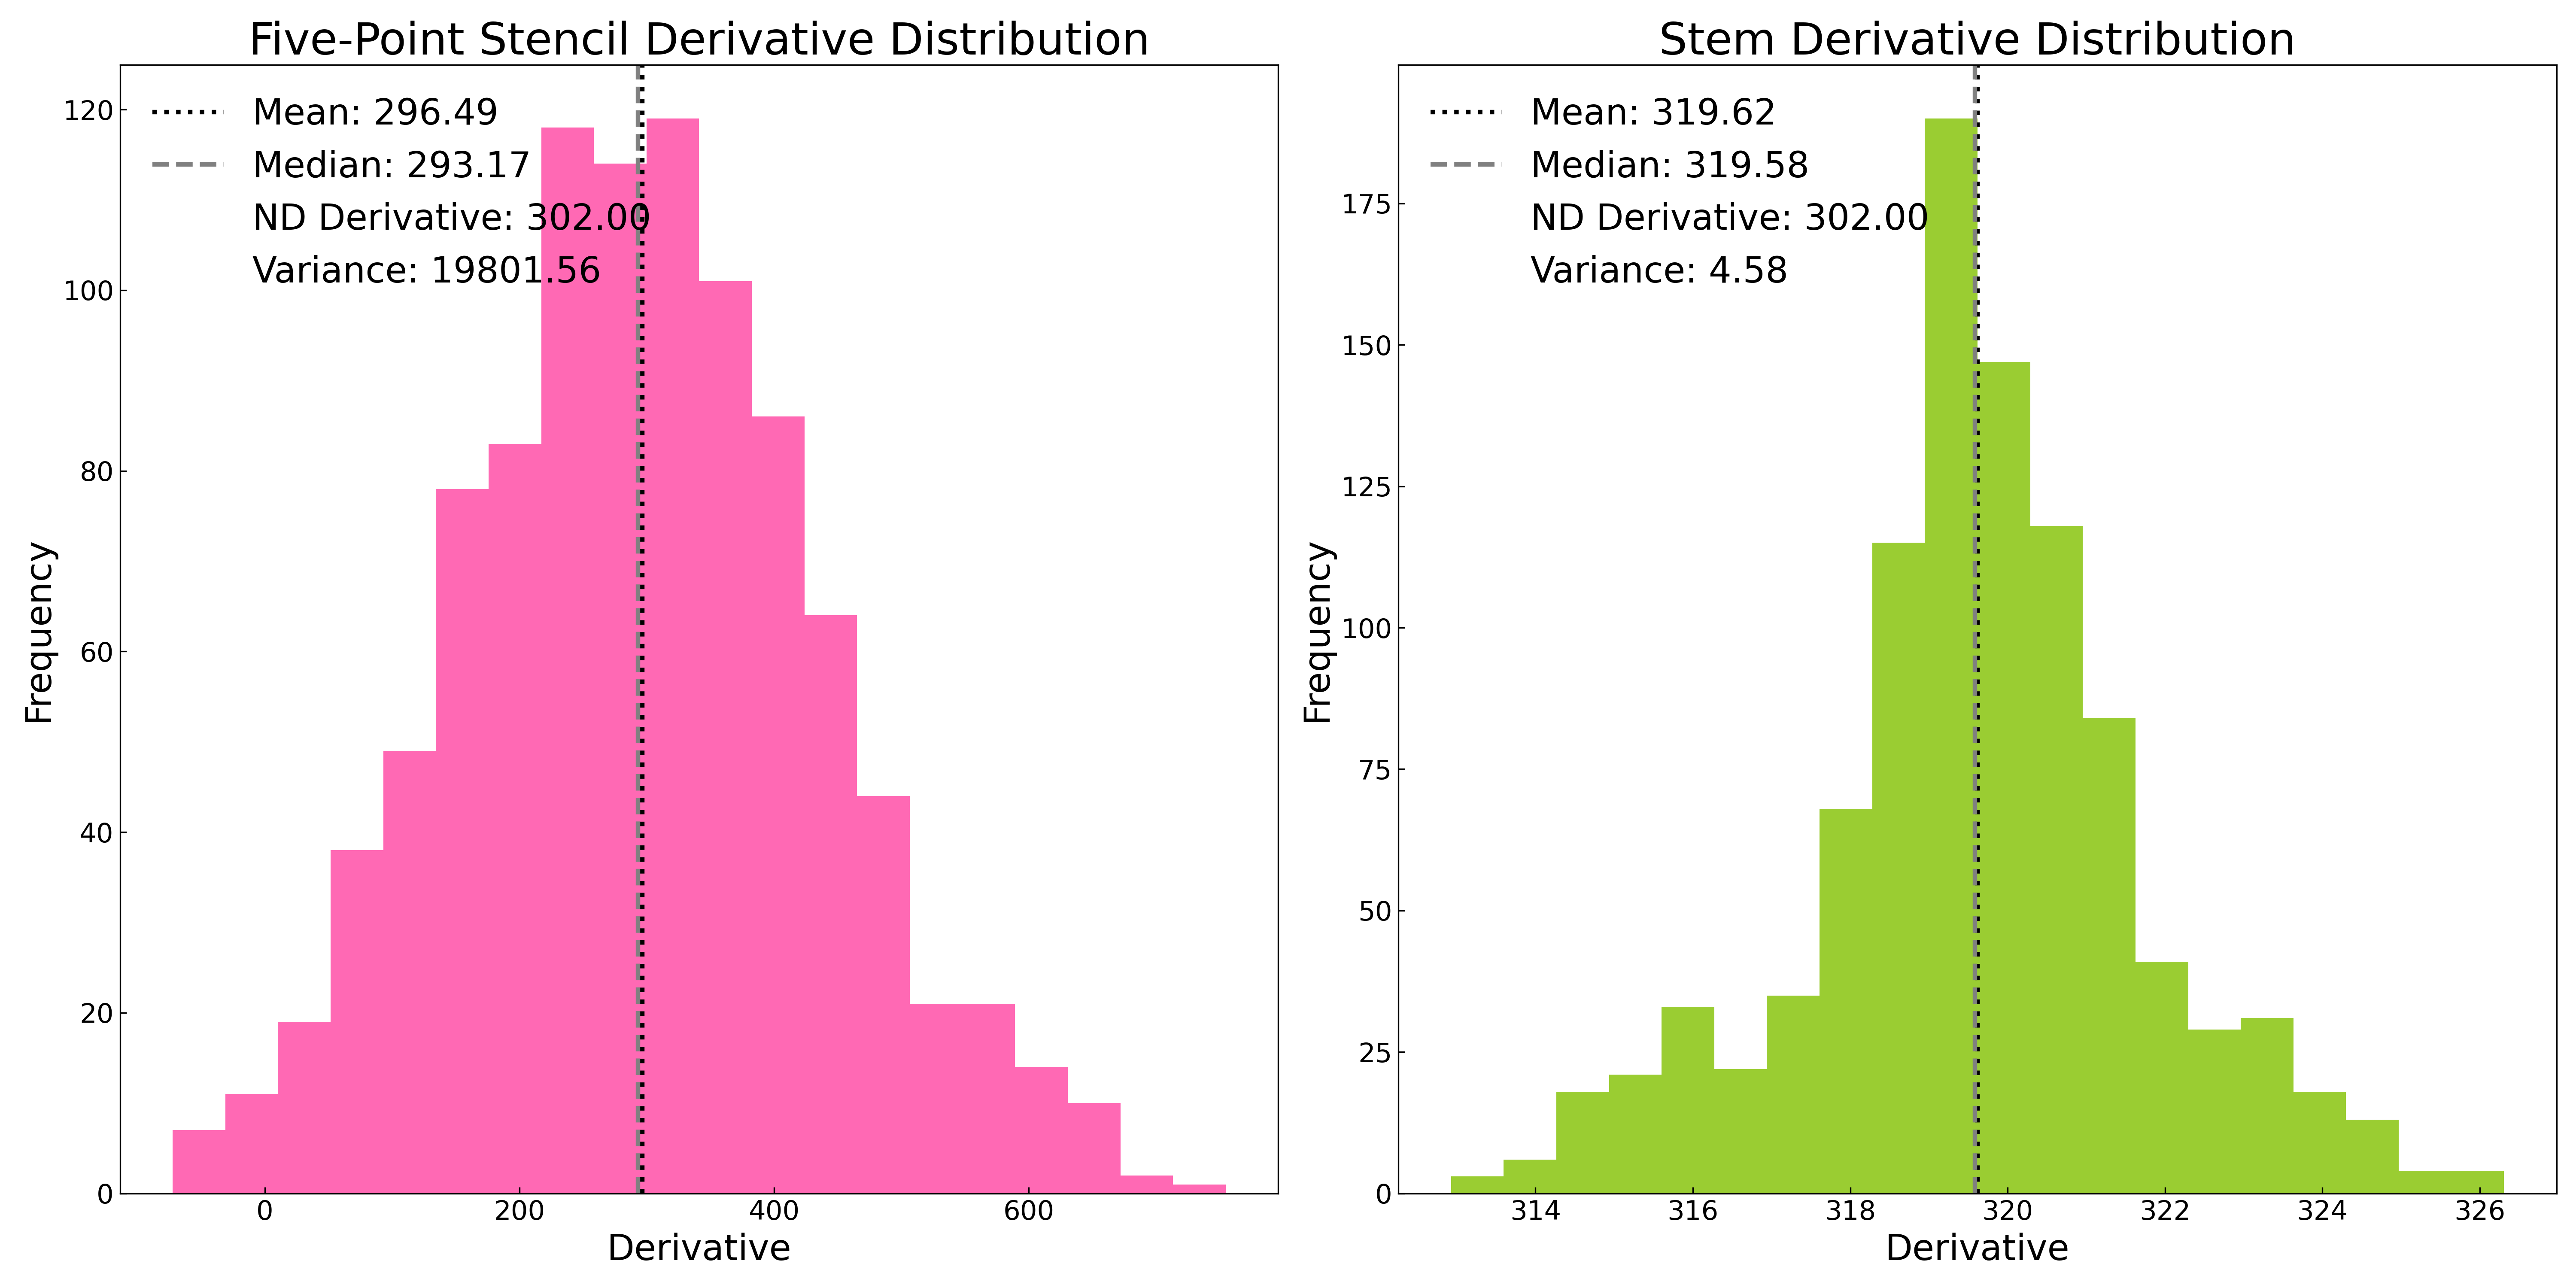 Five-Point Stencil Derivative Distribution
Mean: 296.49
Median: 293.17
ND Derivative: 302.00
Variance: 19801.56
120
100
80
60
40
20
0
Frequency
0 200 400 600
Derivative
Stem Derivative Distribution
Mean: 319.62
Median: 319.58
ND Derivative: 302.00
Variance: 4.58
175
150
125
100
75
50
25
0
Frequency
314 316 318 320 322 324 326
Derivative